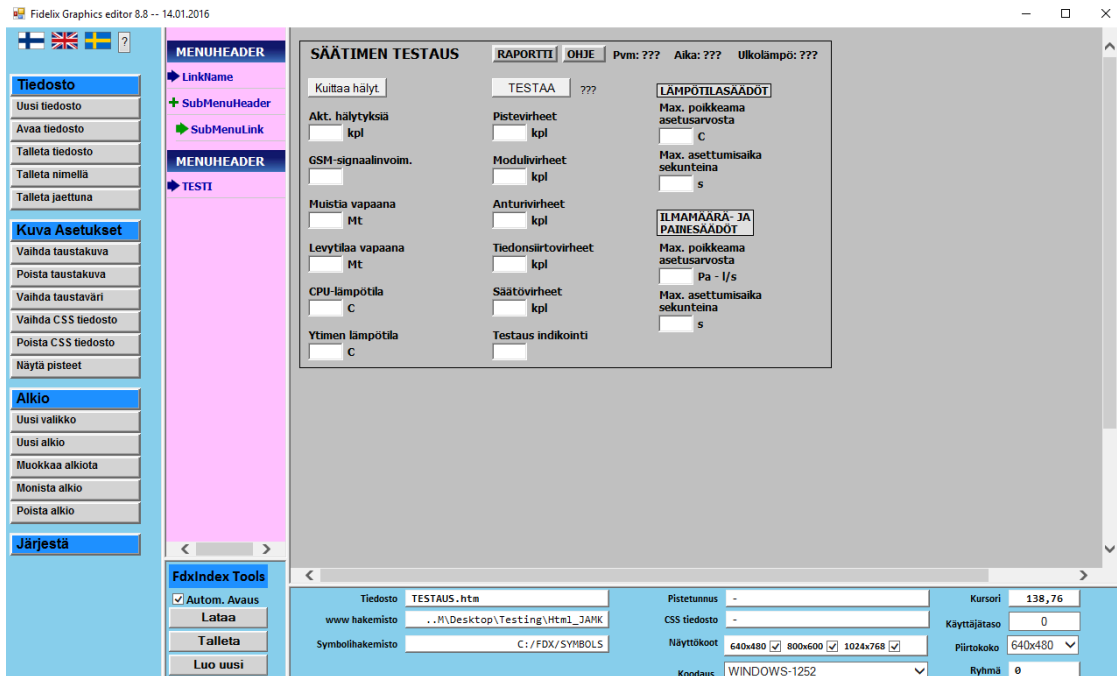 Fidelix Graphics editor 8.8 -- 14.01.2016
?
Tiedosto
Uusi tiedosto
Avaa tiedosto
Talleta tiedosto
Talleta nimellä
Talleta jaettuna
Kuva Asetukset
Vaihda taustakuva
Poista taustakuva
Vaihda taustaväri
Vaihda CSS tiedosto
Poista CSS tiedosto
Näytä pisteet
Alkio
Uusi valikko
Uusi alkio
Muokkaa alkiota
Monista alkio
Poista alkio
Järjestä
MENUHEADER
LinkName
SubMenuHeader
SubMenuLink
MENUHEADER
TESTI
FdxIndex Tools
Autom. Avaus
Lataa
Talleta
Luo uusi
SÄÄTIMEN TESTAUS RAPORTTI OHJE Pvm: ??? Aika: ??? Ulkolämpö: ???
Kuittaa hälyt. TESTAA ???
Akt. hälytyksiä
kpl
GSM-signaalinvoim.
Muistia vapaana
Mt
Levytilaa vapaana
Mt
CPU-lämpötila
C
Ytimen lämpötila
C
Pistevirheet
kpl
Modulivirheet
kpl
Anturivirheet
kpl
Tiedonsiirtovirheet
kpl
Säätövirheet
kpl
Testaus indikointi
LÄMPÖTILASÄÄDÖT
Max. poikkeama
asetusarvosta
C
Max. asettumisaika
sekunteina
s
ILMAMÄÄRÄ- JA
PAINESÄÄDÖT
Max. poikkeama
asetusarvosta
Pa - l/s
Max. asettumisaika
sekunteina
s
Tiedosto TESTAUS.htm
www hakemisto ..M\Desktop\Testing\Html_JAMK
Symbolihakemisto C:/FDX/SYMBOLS
Pistetunnus -
CSS tiedosto -
Näyttökoot 640x480 800x600 1024x768
Koodaus WINDOWS-1252
Kursori 138,76
Käyttäjätaso 0
Piirtokoko 640x480
Ryhmä 0